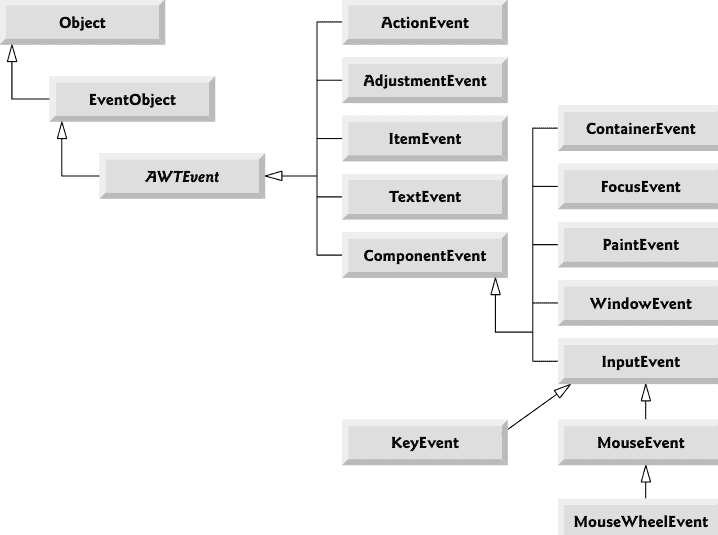 Object
EventObject
AWTEvent
ActionEvent
AdjustmentEvent
ItemEvent
TextEvent
ComponentEvent
ContainerEvent
FocusEvent
PaintEvent
WindowEvent
InputEvent
KeyEvent
MouseEvent
MouseWheelEvent